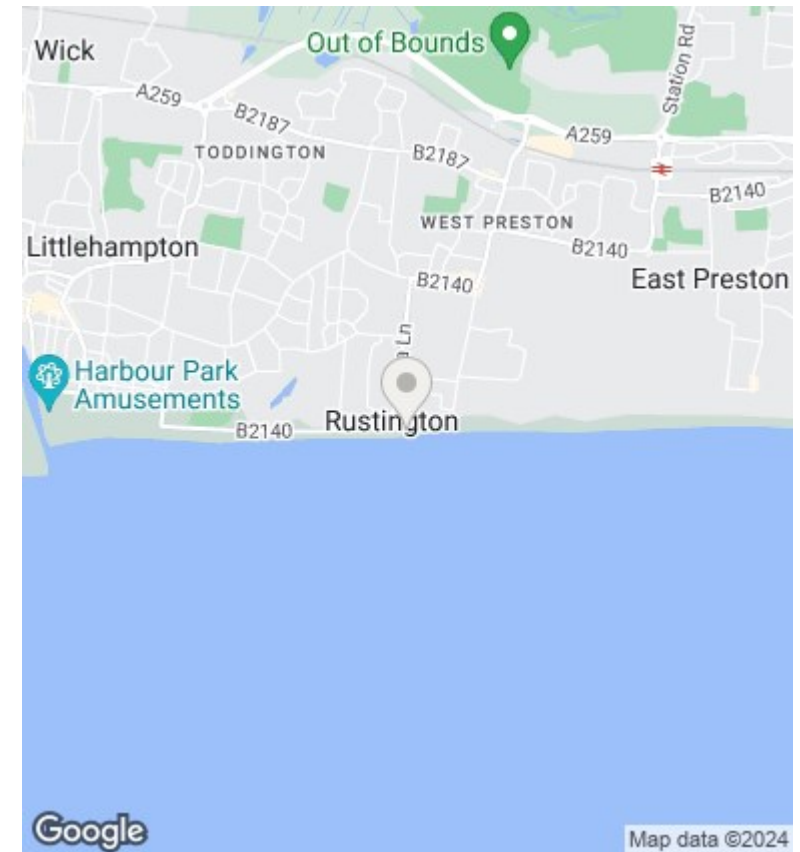 Wick
Out of Bounds
Station Rd
A259
B2187
A259
TODDINGTON
B2187
B2140
WEST PRESTON
Littlehampton
B2140
East Preston
B2140
Ln
Harbour Park
Amusements
B2140
Rustington
Google
Map data ©2024